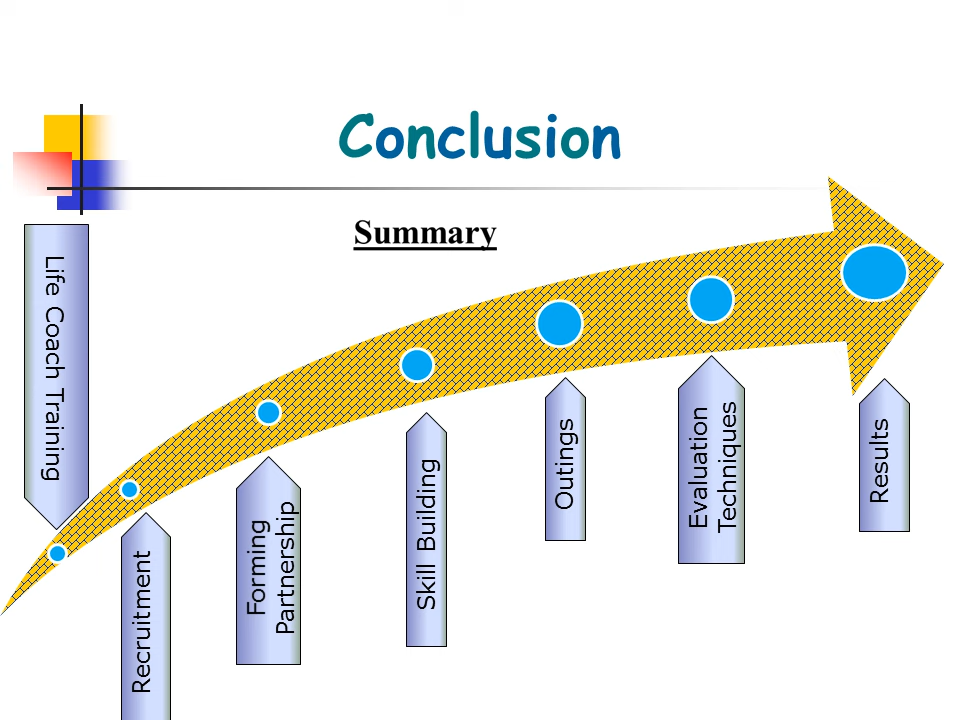 Conclusion
Summary
Life Coach Training
Recruitment
Forming
Partnership
Skill Building
Outings
Evaluation
Techniques
Results